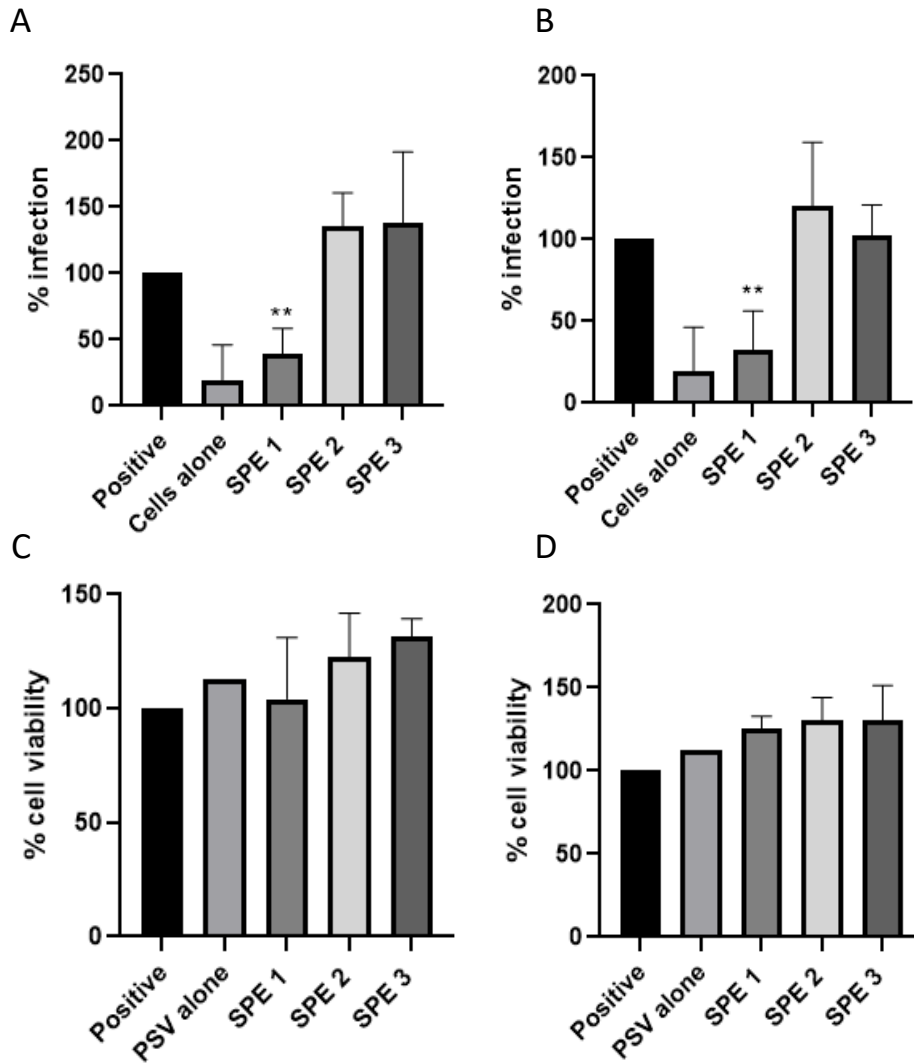 A
250
200
150
100
50
0
% infection
**
Positive
Cells alone
SPE 1
SPE 2
SPE 3
B
200
150
100
50
0
% infection
**
Positive
Cells alone
SPE 1
SPE 2
SPE 3
C
150
100
50
0
% cell viability
Positive
PSV alone
SPE 1
SPE 2
SPE 3
D
200
150
100
50
0
% cell viability
Positive
PSV alone
SPE 1
SPE 2
SPE 3